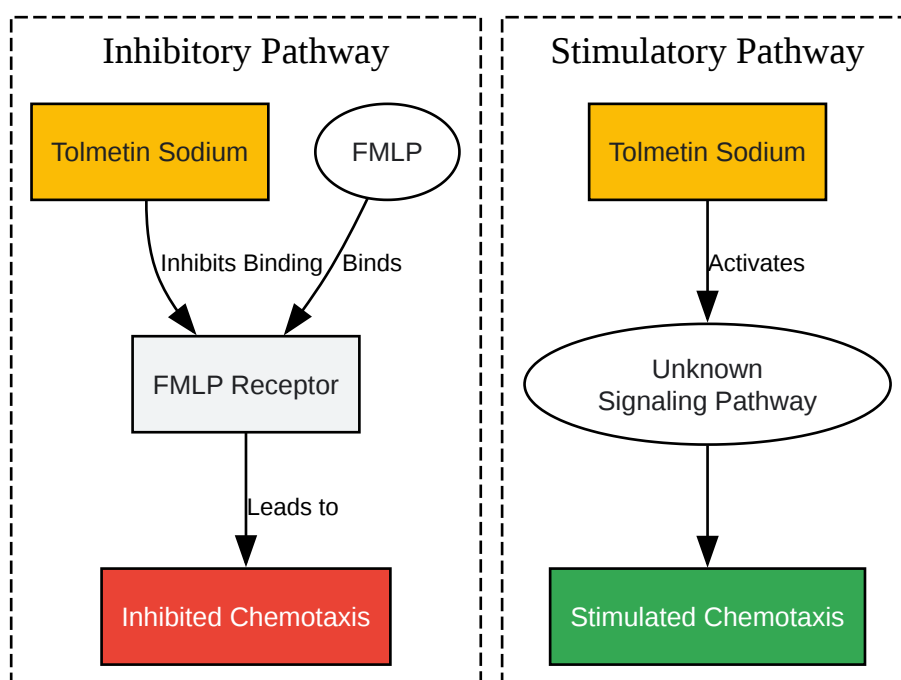 Inhibitory Pathway
Tolmetin Sodium
FMLP
Inhibits Binding
Binds
FMLP Receptor
Leads to
Inhibited Chemotaxis
Stimulatory Pathway
Tolmetin Sodium
Activates
Unknown
Signaling Pathway
Stimulated Chemotaxis